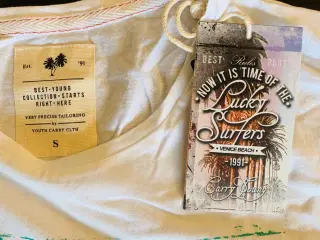 Est.
'91
BEST-YOUNG
COLLECTION-STARTS
RIGHT-HERE
VERY PRECISE TAILORING
by
YOUTH CARRY CLTH
S
BEST
NOW IT IS TIME OF THE
Lucky
Surfers
VENICE BEACH
-1991-
Carry Young